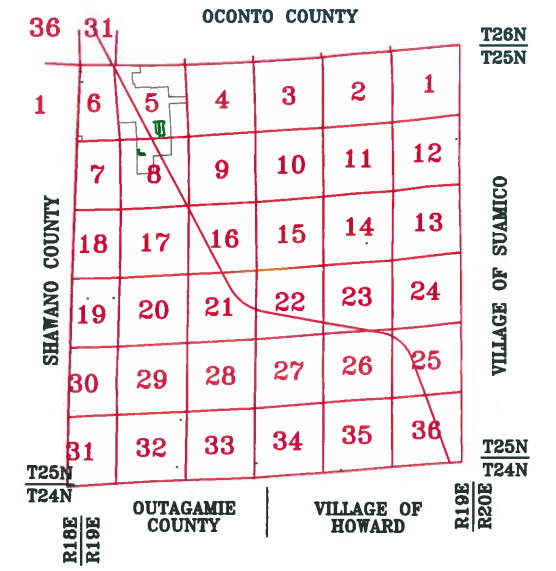 OCONTO COUNTY
36 31
T26N
T25N
1 6 5 4 3 2 1
7 8 9 10 11 12
18 17 16 15 14 13
19 20 21 22 23 24
30 29 28 27 26 25
31 32 33 34 35 36
SHAWANO COUNTY
VILLAGE OF SUAMICO
T25N
T24N
T25N
T24N
R18E
R19E
OUTAGAMIE
COUNTY
VILLAGE OF
HOWARD
R19E
R20E